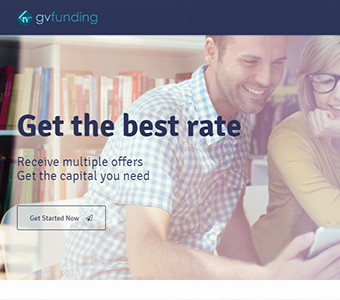 gvfunding
Get the best rate
Receive multiple offers
Get the capital you need
Get Started Now